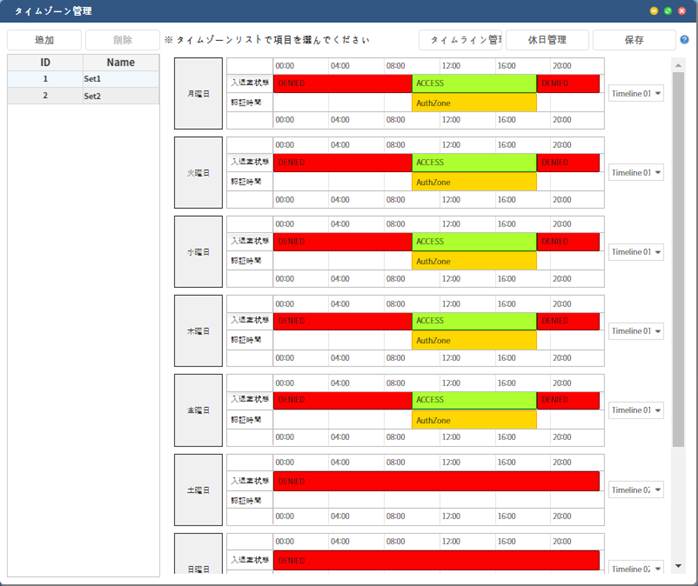 タイムゾーン管理
追加 削除 ※ タイムゾーンリストで項目を選んでください タイムライン管理 休日管理 保存
ID Name
1 Set1
2 Set2
00:00 04:00 08:00 12:00 16:00 20:00
月曜日 入退室状態 DENIED ACCESS DENIED Timeline 01
認証時間 AuthZone
00:00 04:00 08:00 12:00 16:00 20:00
00:00 04:00 08:00 12:00 16:00 20:00
火曜日 入退室状態 DENIED ACCESS DENIED Timeline 01
認証時間 AuthZone
00:00 04:00 08:00 12:00 16:00 20:00
00:00 04:00 08:00 12:00 16:00 20:00
水曜日 入退室状態 DENIED ACCESS DENIED Timeline 01
認証時間 AuthZone
00:00 04:00 08:00 12:00 16:00 20:00
00:00 04:00 08:00 12:00 16:00 20:00
木曜日 入退室状態 DENIED ACCESS DENIED Timeline 01
認証時間 AuthZone
00:00 04:00 08:00 12:00 16:00 20:00
00:00 04:00 08:00 12:00 16:00 20:00
金曜日 入退室状態 DENIED ACCESS DENIED Timeline 01
認証時間 AuthZone
00:00 04:00 08:00 12:00 16:00 20:00
00:00 04:00 08:00 12:00 16:00 20:00
土曜日 入退室状態 DENIED Timeline 02
認証時間
00:00 04:00 08:00 12:00 16:00 20:00
00:00 04:00 08:00 12:00 16:00 20:00
日曜日 入退室状態 DENIED Timeline 02